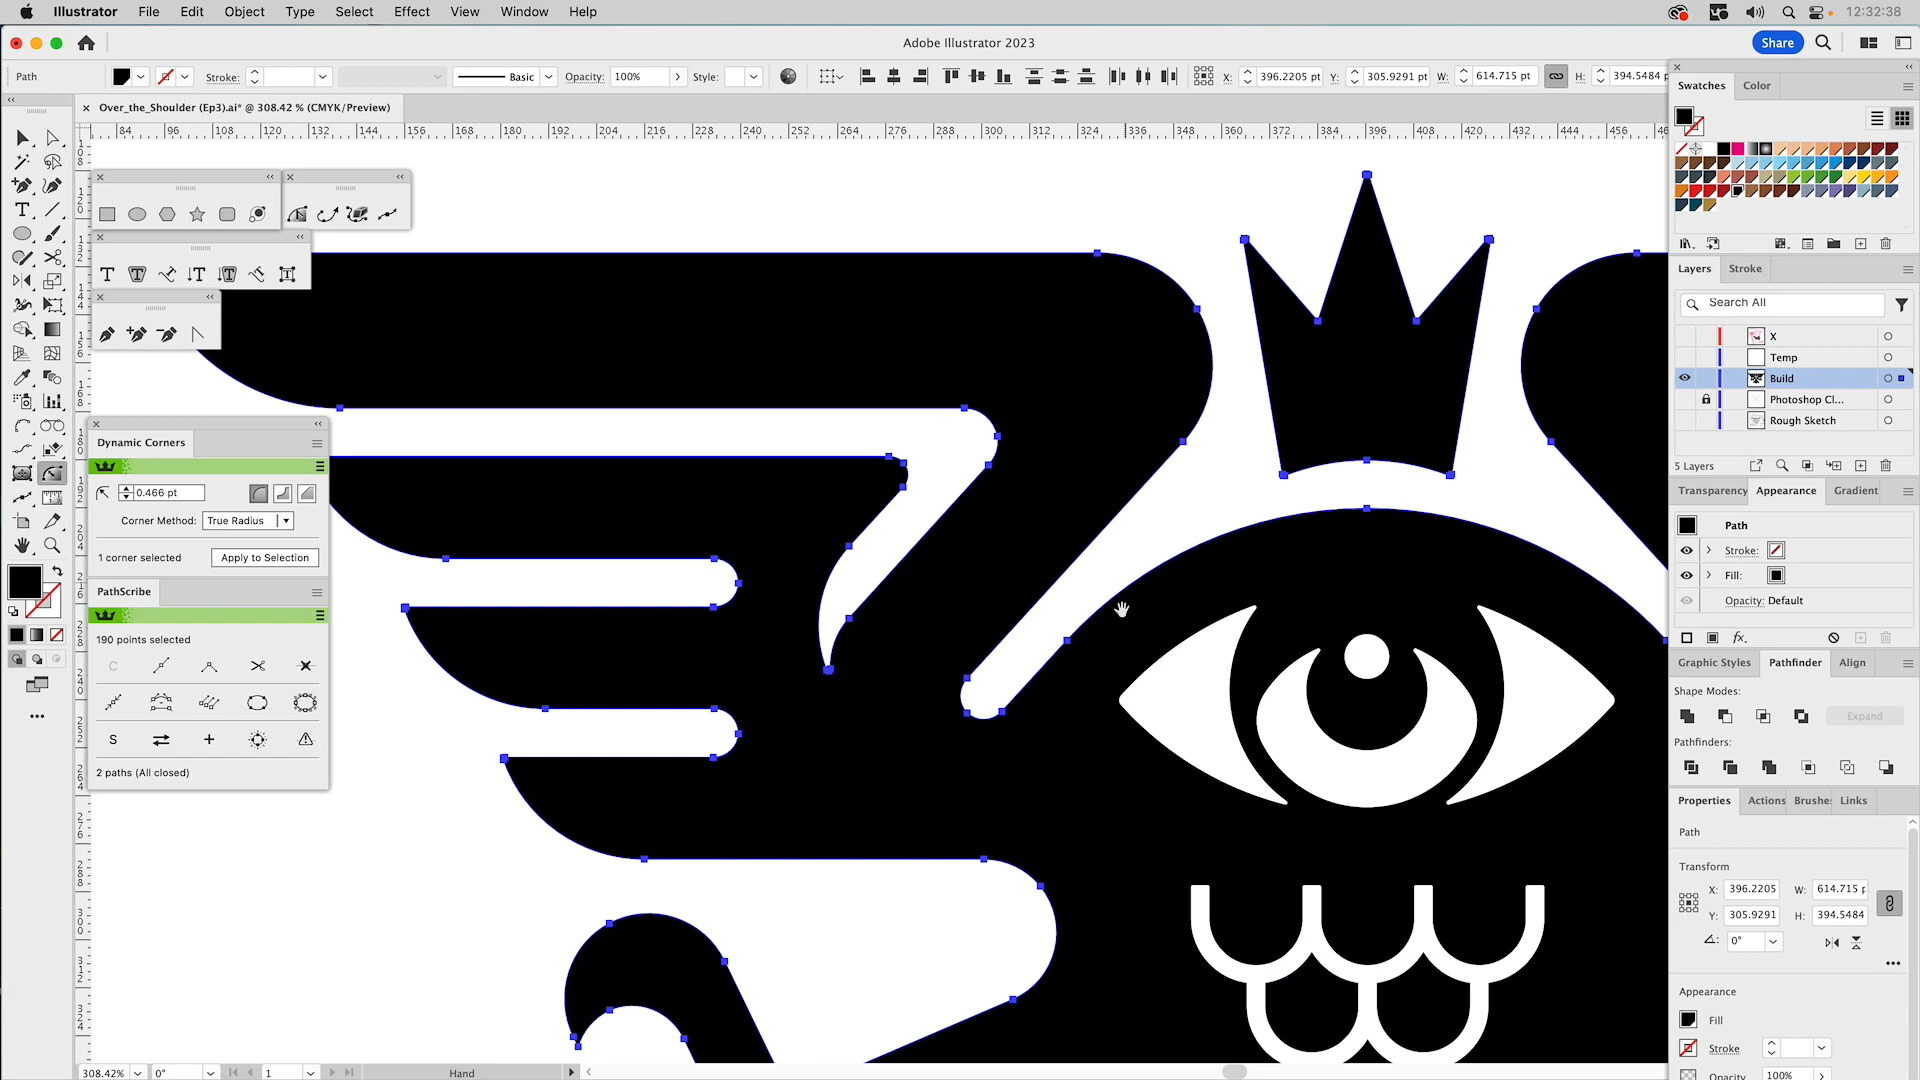 Illustrator File Edit Object Type Select Effect View Window Help 12:32:38
Adobe Illustrator 2023 Share
Path Stroke: Basic Opacity: 100% Style: X: 396.2205 pt Y: 305.9291 pt W: 614.715 pt H: 394.5484
Over_the_Shoulder (Ep3).ai* @ 308.42 % (CMYK/Preview)
84 96 108 120 132 144 156 168 180 192 204 216 228 240 252 264 276 288 300 312 324 336 348 360 372 384 396 408 420 432 444 456 46
Swatches Color
Layers Stroke
Search All
X
Temp
Build
Photoshop Cl...
Rough Sketch
5 Layers
Transparency Appearance Gradient
Path
Stroke:
Fill:
Opacity: Default
fx.
Graphic Styles Pathfinder Align
Shape Modes:
Expand
Pathfinders:
Properties Actions Brushes Links
Path
Transform
X: 396.2205 W: 614.715 p
Y: 305.9291 H: 394.5484
0°
Appearance
Fill
Stroke
Opacity 100%
Dynamic Corners
0.466 pt
Corner Method: True Radius
1 corner selected Apply to Selection
PathScribe
190 points selected
C
S
2 paths (All closed)
308.42% 0° 1 Hand